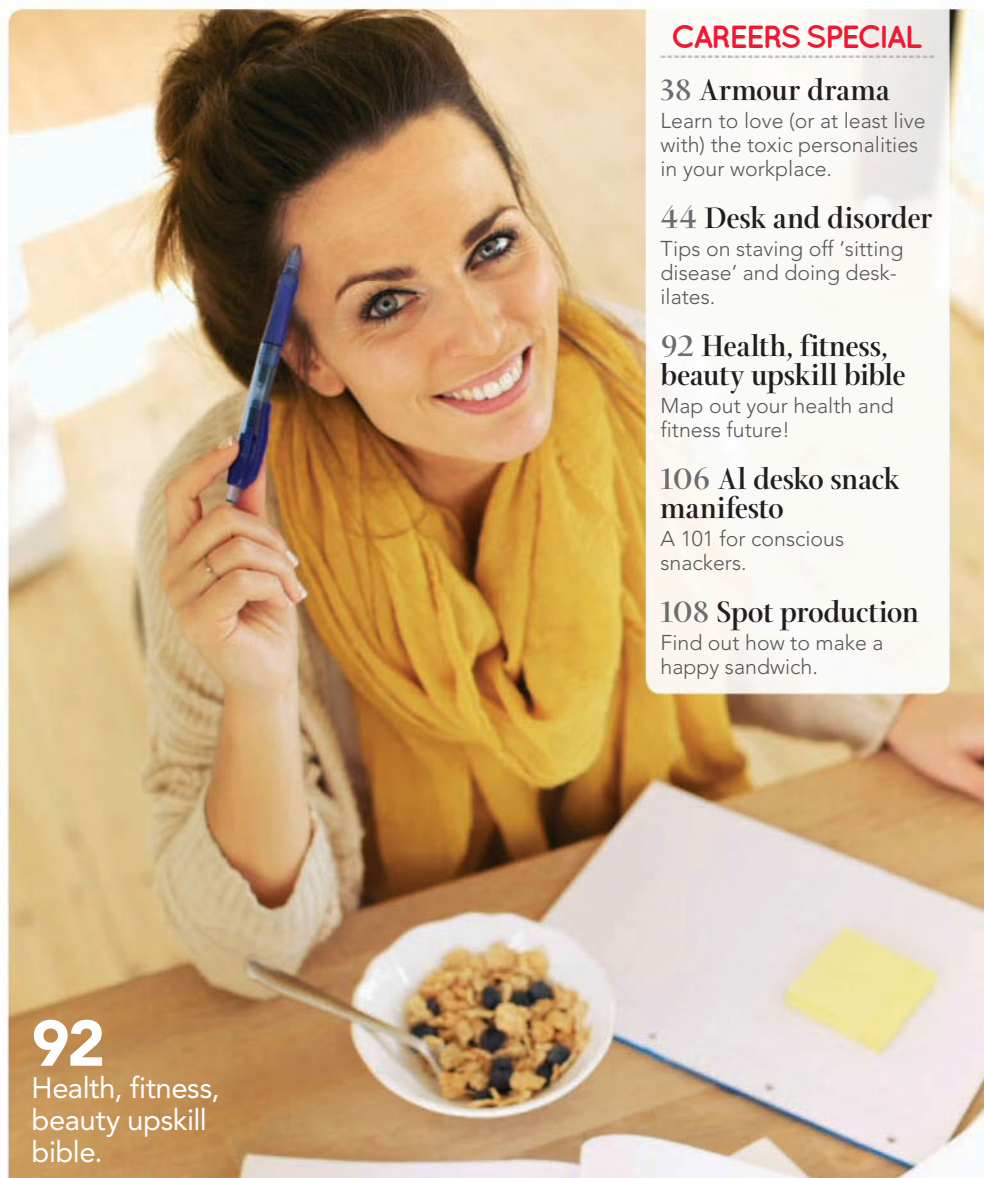 CAREERS SPECIAL
38 Armour drama
Learn to love (or at least live
with) the toxic personalities
in your workplace.
44 Desk and disorder
Tips on staving off ‘sitting
disease’ and doing desk-
ilates.
92 Health, fitness,
beauty upskill bible
Map out your health and
fitness future!
106 Al desko snack
manifesto
A 101 for conscious
snackers.
108 Spot production
Find out how to make a
happy sandwich.
92
Health, fitness,
beauty upskill
bible.